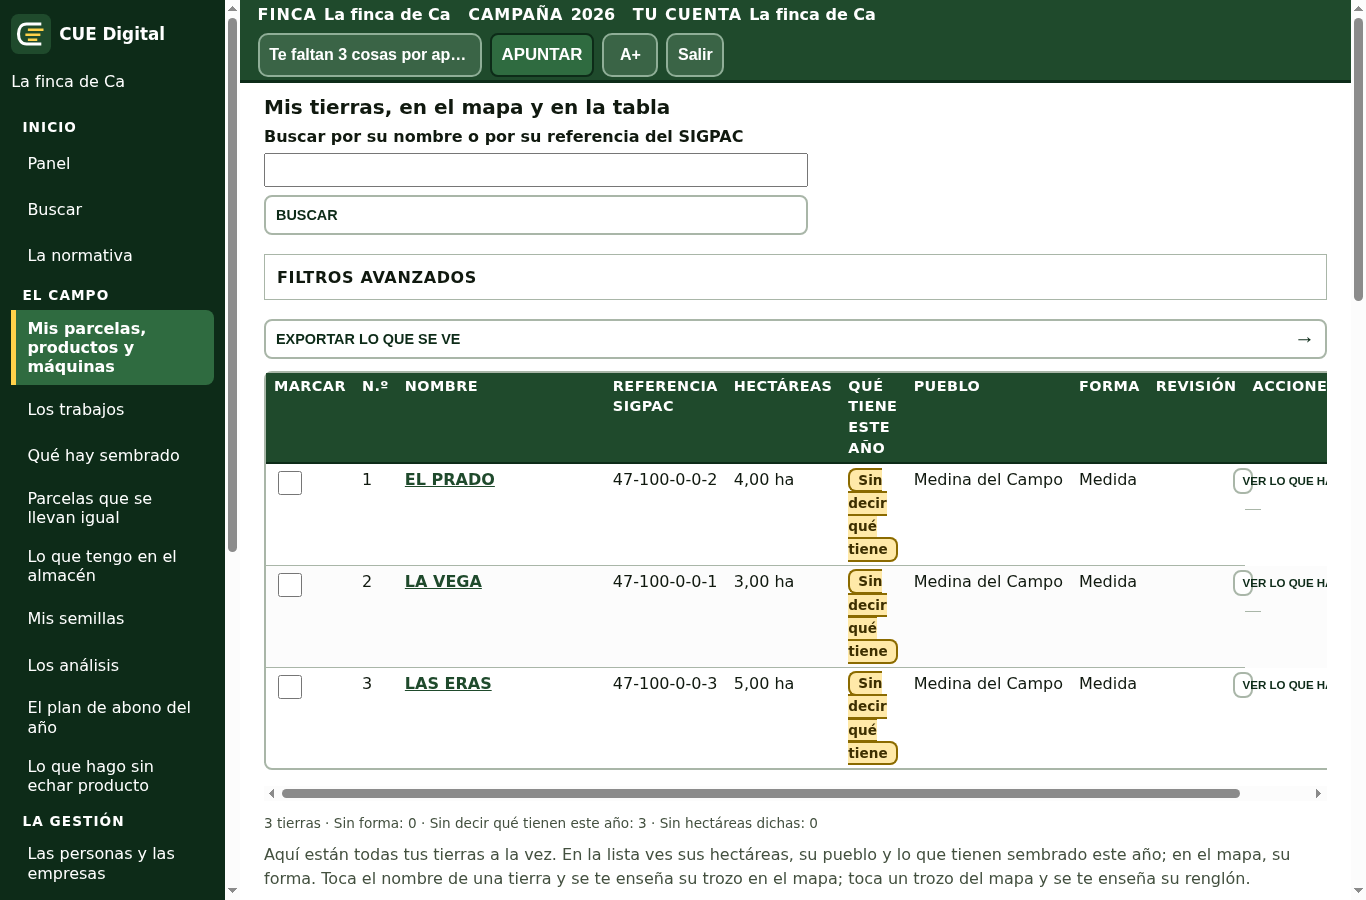 CUE Digital
La finca de Ca
INICIO
Panel
Buscar
La normativa
EL CAMPO
Mis parcelas,
productos y
máquinas
Los trabajos
Qué hay sembrado
Parcelas que se
llevan igual
Lo que tengo en el
almacén
Mis semillas
Los análisis
El plan de abono del
año
Lo que hago sin
echar producto
LA GESTIÓN
Las personas y las
empresas
FINCA La finca de Ca CAMPAÑA 2026 TU CUENTA La finca de Ca
Te faltan 3 cosas por ap… APUNTAR A+ Salir
Mis tierras, en el mapa y en la tabla
Buscar por su nombre o por su referencia del SIGPAC
BUSCAR
FILTROS AVANZADOS
EXPORTAR LO QUE SE VE →
MARCAR N.º NOMBRE REFERENCIA SIGPAC HECTÁREAS QUÉ TIENE ESTE AÑO PUEBLO FORMA REVISIÓN ACCIONE
1 EL PRADO 47-100-0-0-2 4,00 ha Sin decir qué tiene Medina del Campo Medida — VER LO QUE HA
2 LA VEGA 47-100-0-0-1 3,00 ha Sin decir qué tiene Medina del Campo Medida — VER LO QUE HA
3 LAS ERAS 47-100-0-0-3 5,00 ha Sin decir qué tiene Medina del Campo Medida VER LO QUE HA
3 tierras · Sin forma: 0 · Sin decir qué tienen este año: 3 · Sin hectáreas dichas: 0
Aquí están todas tus tierras a la vez. En la lista ves sus hectáreas, su pueblo y lo que tienen sembrado este año; en el mapa, su
forma. Toca el nombre de una tierra y se te enseña su trozo en el mapa; toca un trozo del mapa y se te enseña su renglón.